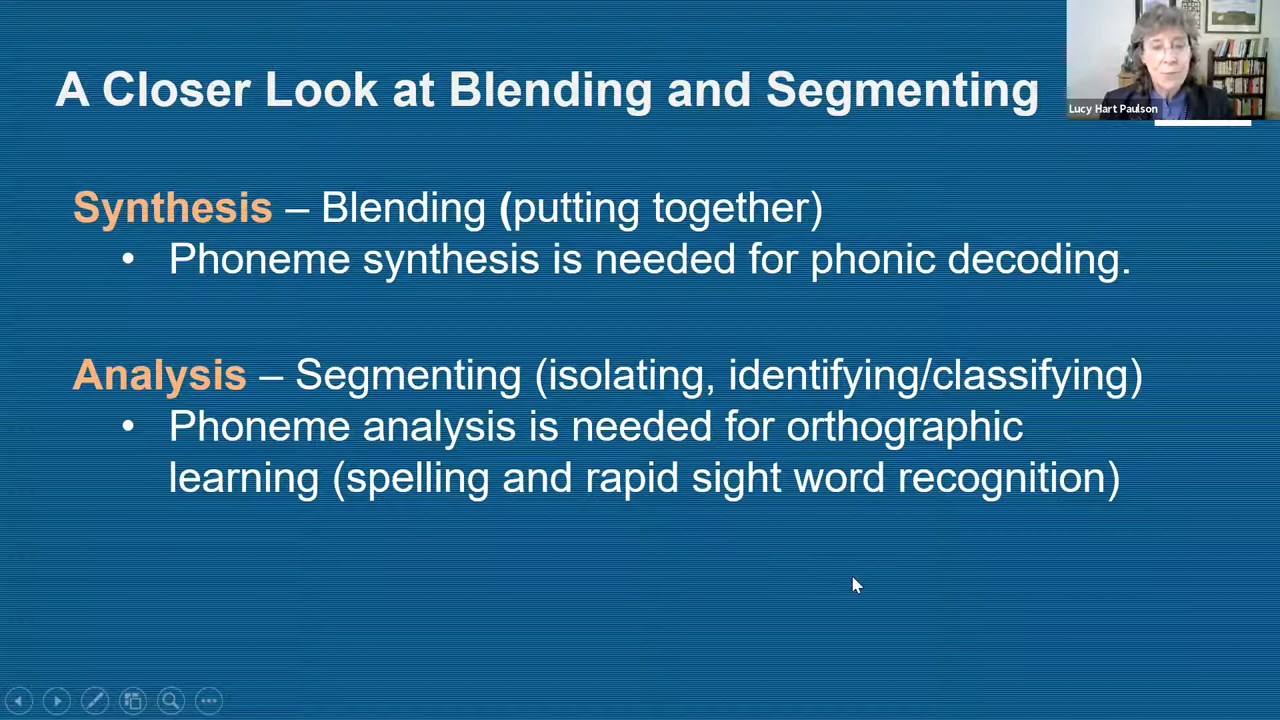 A Closer Look at Blending and Segmenting
Lucy Hart Paulson
Synthesis – Blending (putting together)
• Phoneme synthesis is needed for phonic decoding.
Analysis – Segmenting (isolating, identifying/classifying)
• Phoneme analysis is needed for orthographic
learning (spelling and rapid sight word recognition)